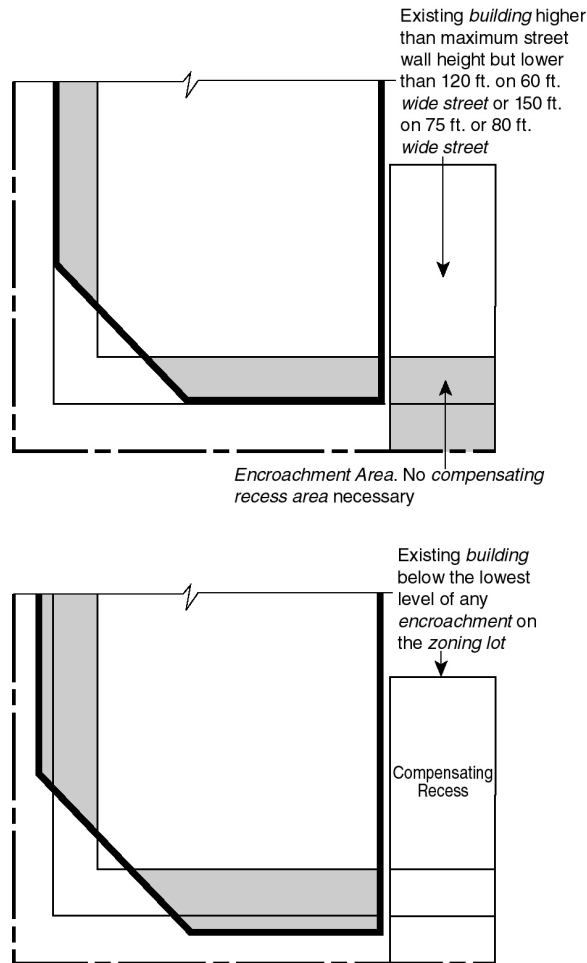 Existing building higher
than maximum street
wall height but lower
than 120 ft. on 60 ft.
wide street or 150 ft.
on 75 ft. or 80 ft.
wide street
Encroachment Area. No compensating
recess area necessary
Existing building
below the lowest
level of any
encroachment on
the zoning lot
Compensating
Recess